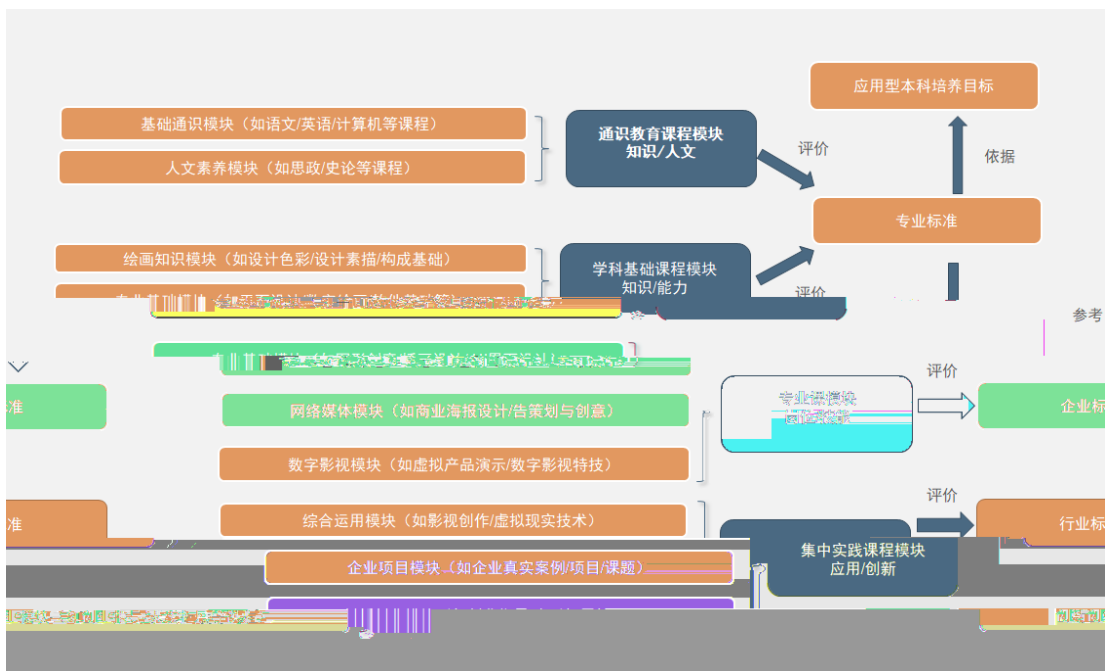 应用型本科培养目标
基础通识模块（如语文/英语/计算机等课程）
人文素养模块（如思政/史论等课程）
通识教育课程模块
知识/人文
评价
依据
专业标准
绘画知识模块（如设计色彩/设计素描/构成基础）
学科基础课程模块
知识/能力
评价
参考
评价
准
网络媒体模块（如商业海报设计/告策划与创意）
专业课模块
企业标
数字影视模块（如虚拟产品演示/数字影视特技）
评价
准
综合运用模块（如影视创作/虚拟现实技术）
行业标
集中实践课程模块
应用/创新
企业项目模块（如企业真实案例/项目/课题）